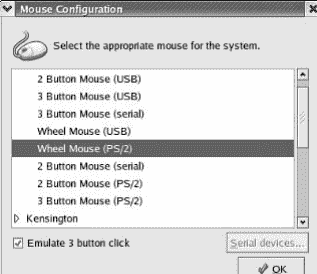 Mouse Configuration
Select the appropriate mouse for the system.
2 Button Mouse (USB)
3 Button Mouse (USB)
3 Button Mouse (serial)
Wheel Mouse (USB)
Wheel Mouse (PS/2)
2 Button Mouse (serial)
2 Button Mouse (PS/2)
3 Button Mouse (PS/2)
Kensington
Emulate 3 button click
Serial devices...
OK